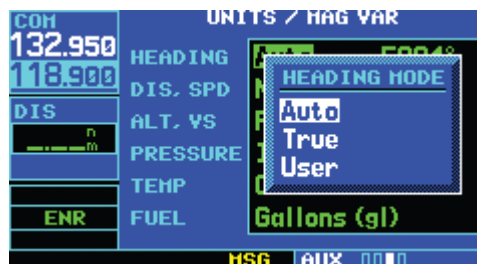 COM
132.950
118.900
DIS
n
m
ENR
UNITS / MAG VAR
HEADING Auto
DIS, SPD
ALT, VS
PRESSURE
TEMP
FUEL Gallons (gl)
HEADING MODE
Auto
True
User
MSG AUX